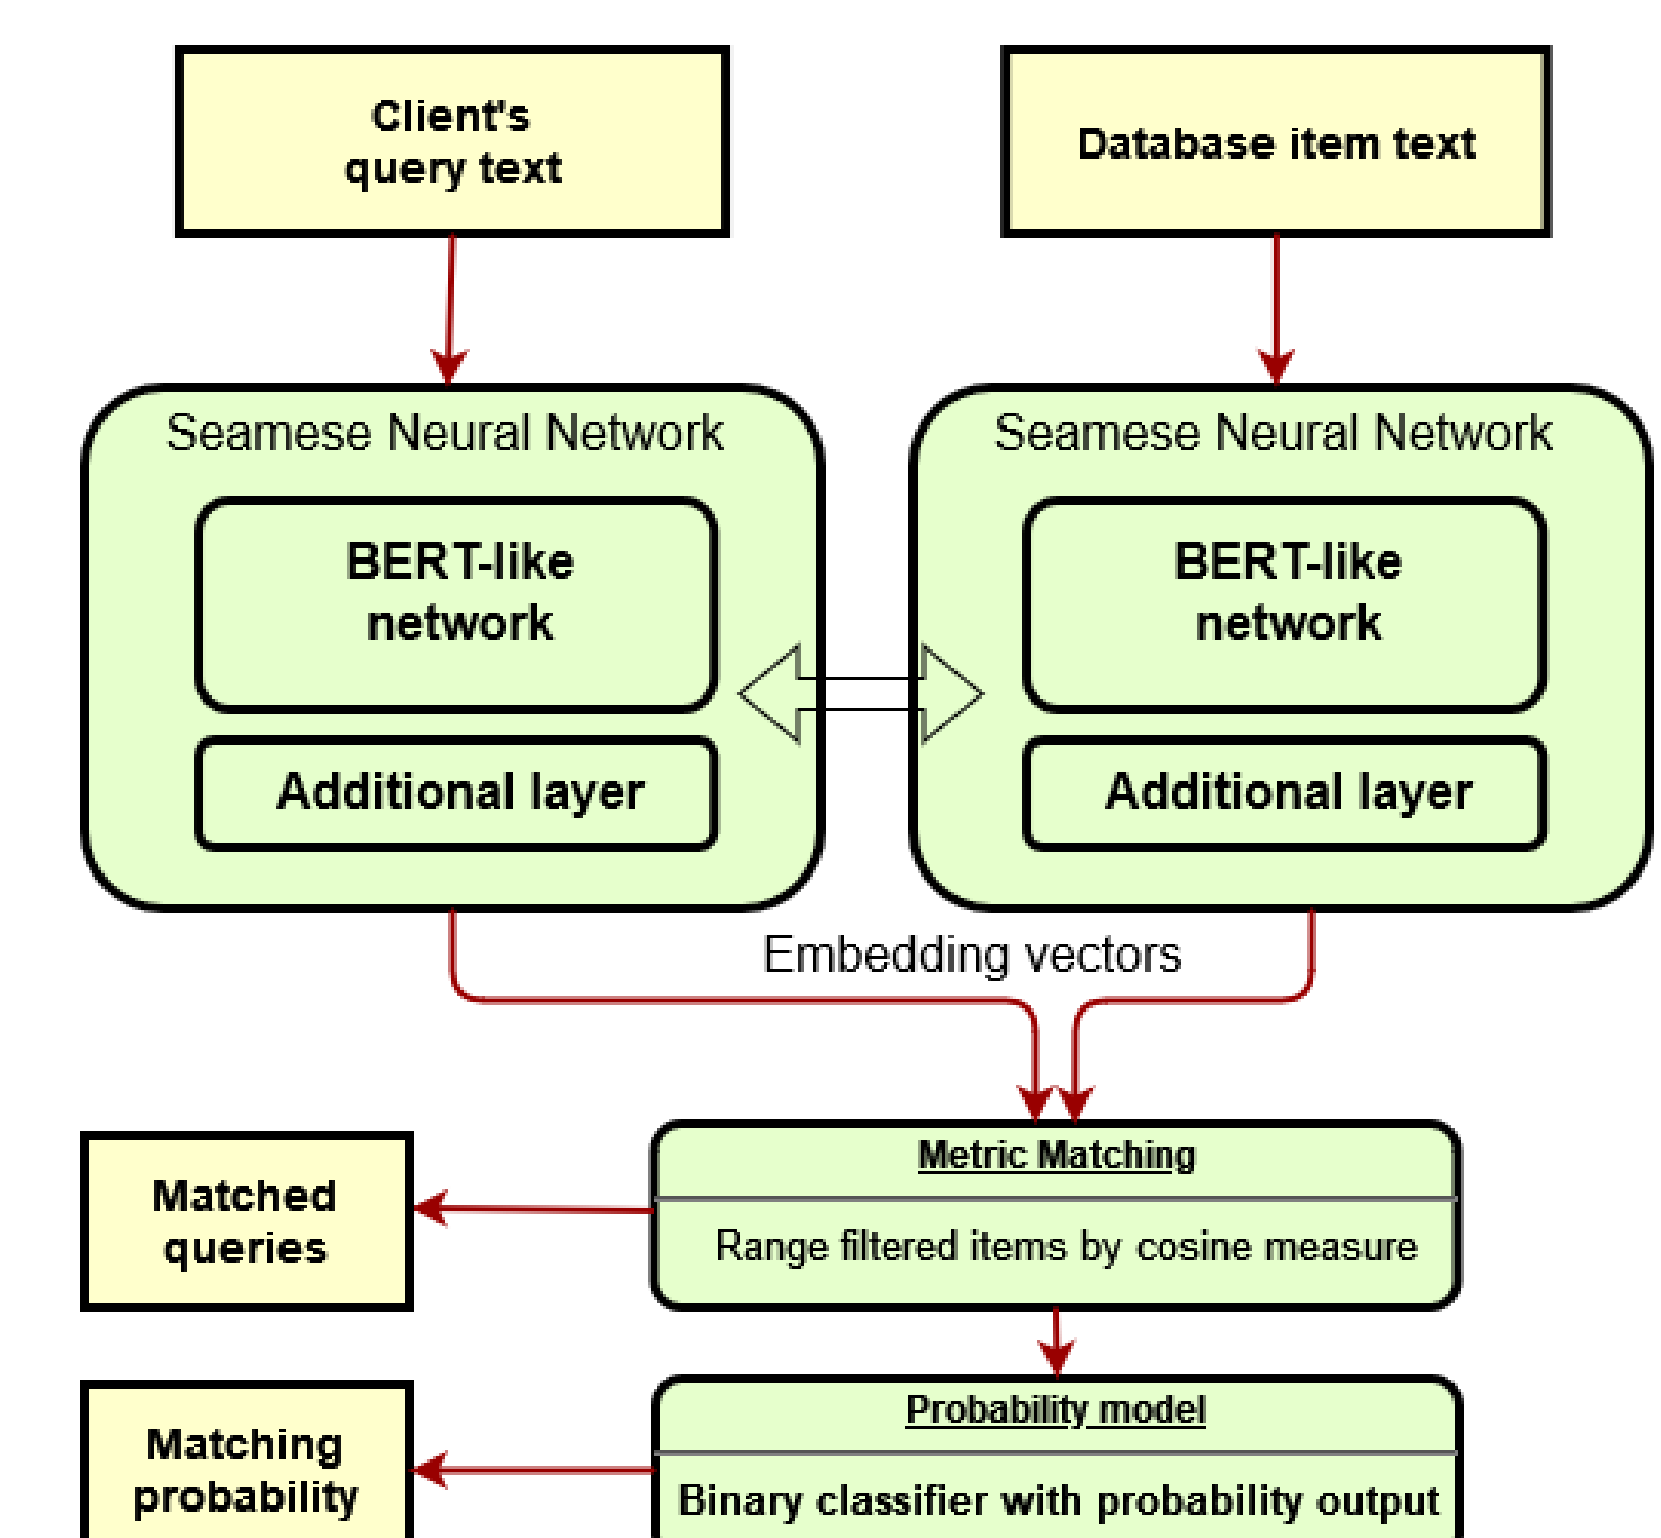 Client's
query text
Database item text
Seamese Neural Network
BERT-like
network
Additional layer
Seamese Neural Network
BERT-like
network
Additional layer
Embedding vectors
Metric Matching
Range filtered items by cosine measure
Matched
queries
Probability model
Binary classifier with probability output
Matching
probability